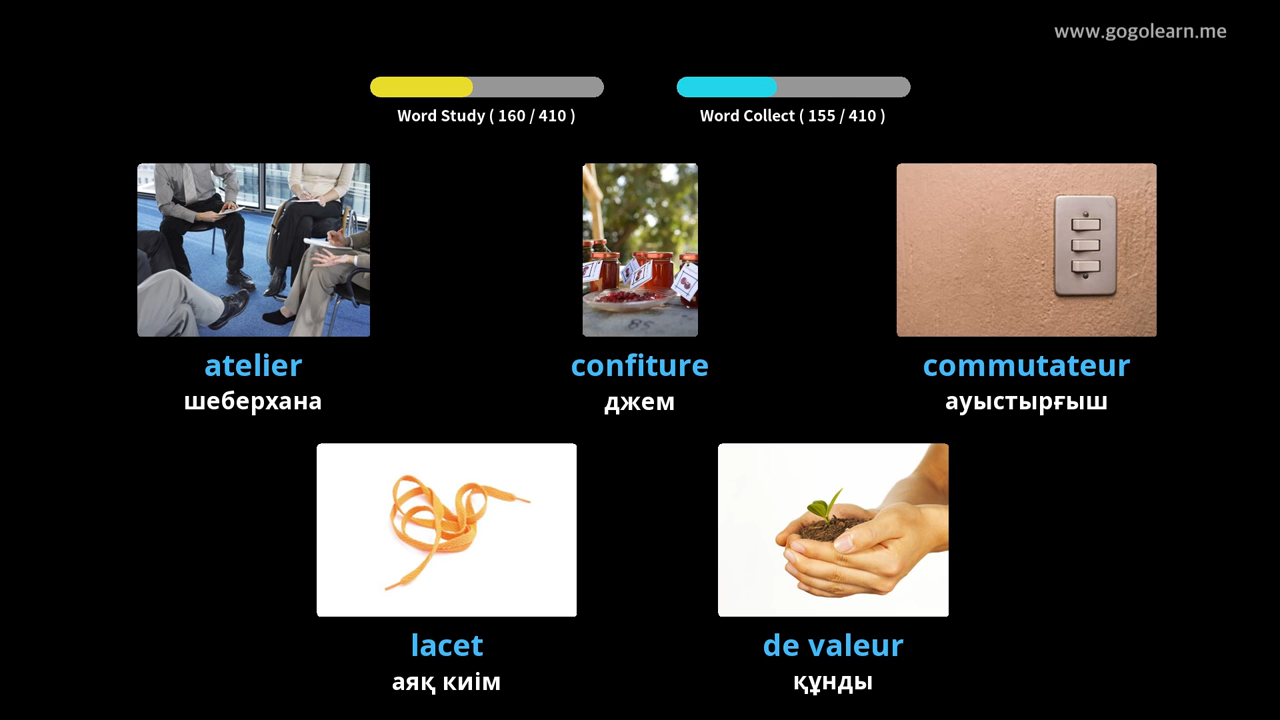 www.gogolearn.me
Word Study ( 160 / 410 )
Word Collect ( 155 / 410 )
atelier
шеберхана
confiture
джем
commutateur
ауыстырғыш
lacet
аяқ киім
de valeur
құнды